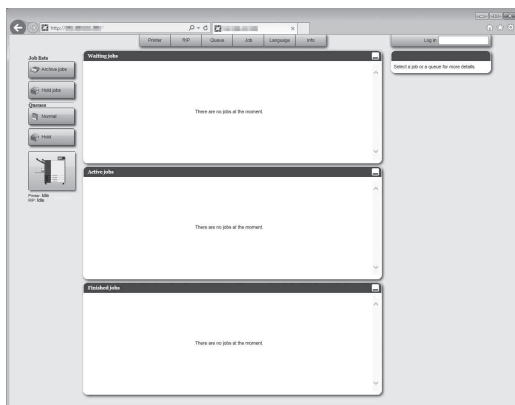 http://
×
Printer RIP Queue Job Language Info
Log in
Job lists
Archive jobs
Hold jobs
Queues
Normal
Hold
Printer: Idle
RIP: Idle
Waiting jobs
There are no jobs at the moment.
Active jobs
There are no jobs at the moment.
Finished jobs
There are no jobs at the moment.
Select a job or a queue for more details.